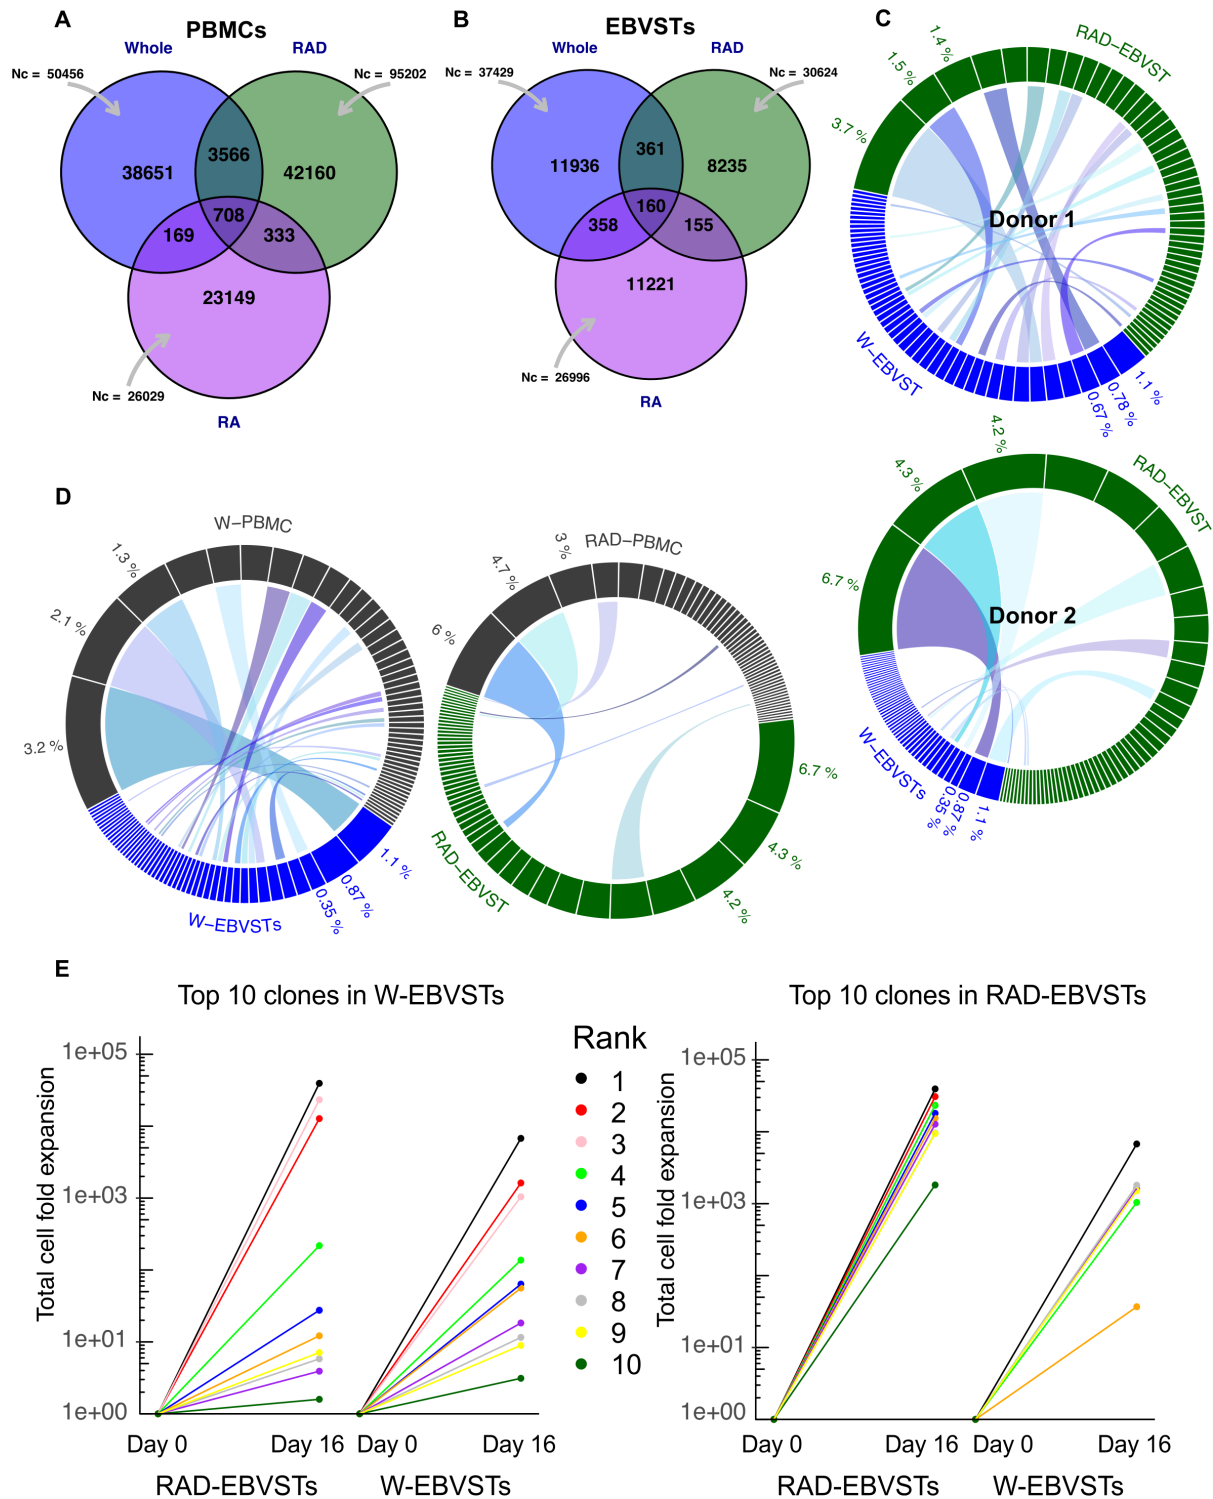 A
PBMCs
Whole
RAD
Nc = 50456
Nc = 95202
38651
3566
42160
708
169
333
23149
Nc = 26029
RA
B
EBVSTs
Whole
RAD
Nc = 37429
Nc = 30624
11936
361
8235
160
358
155
11221
Nc = 26996
RA
C
RAD-EBVST
1.4 %
1.5 %
3.7 %
Donor 1
W-EBVST
1.1 %
0.78 %
0.67 %
4.2 %
4.3 %
RAD-EBVST
6.7 %
Donor 2
W-EBVSTs
1.1 %
0.87 %
0.35 %
D
W-PBMC
1.3 %
2.1 %
3.2 %
W-EBVSTs
1.1 %
0.87 %
0.35 %
RAD-PBMC
3 %
4.7 %
6 %
6.7 %
4.3 %
4.2 %
RAD-EBVST
E
Top 10 clones in W-EBVSTs
Total cell fold expansion
1e+05
1e+03
1e+01
1e+00
Day 0
Day 16
Day 0
Day 16
RAD-EBVSTs
W-EBVSTs
Rank
1
2
3
4
5
6
7
8
9
10
Top 10 clones in RAD-EBVSTs
Total cell fold expansion
1e+05
1e+03
1e+01
1e+00
Day 0
Day 16
Day 0
Day 16
RAD-EBVSTs
W-EBVSTs